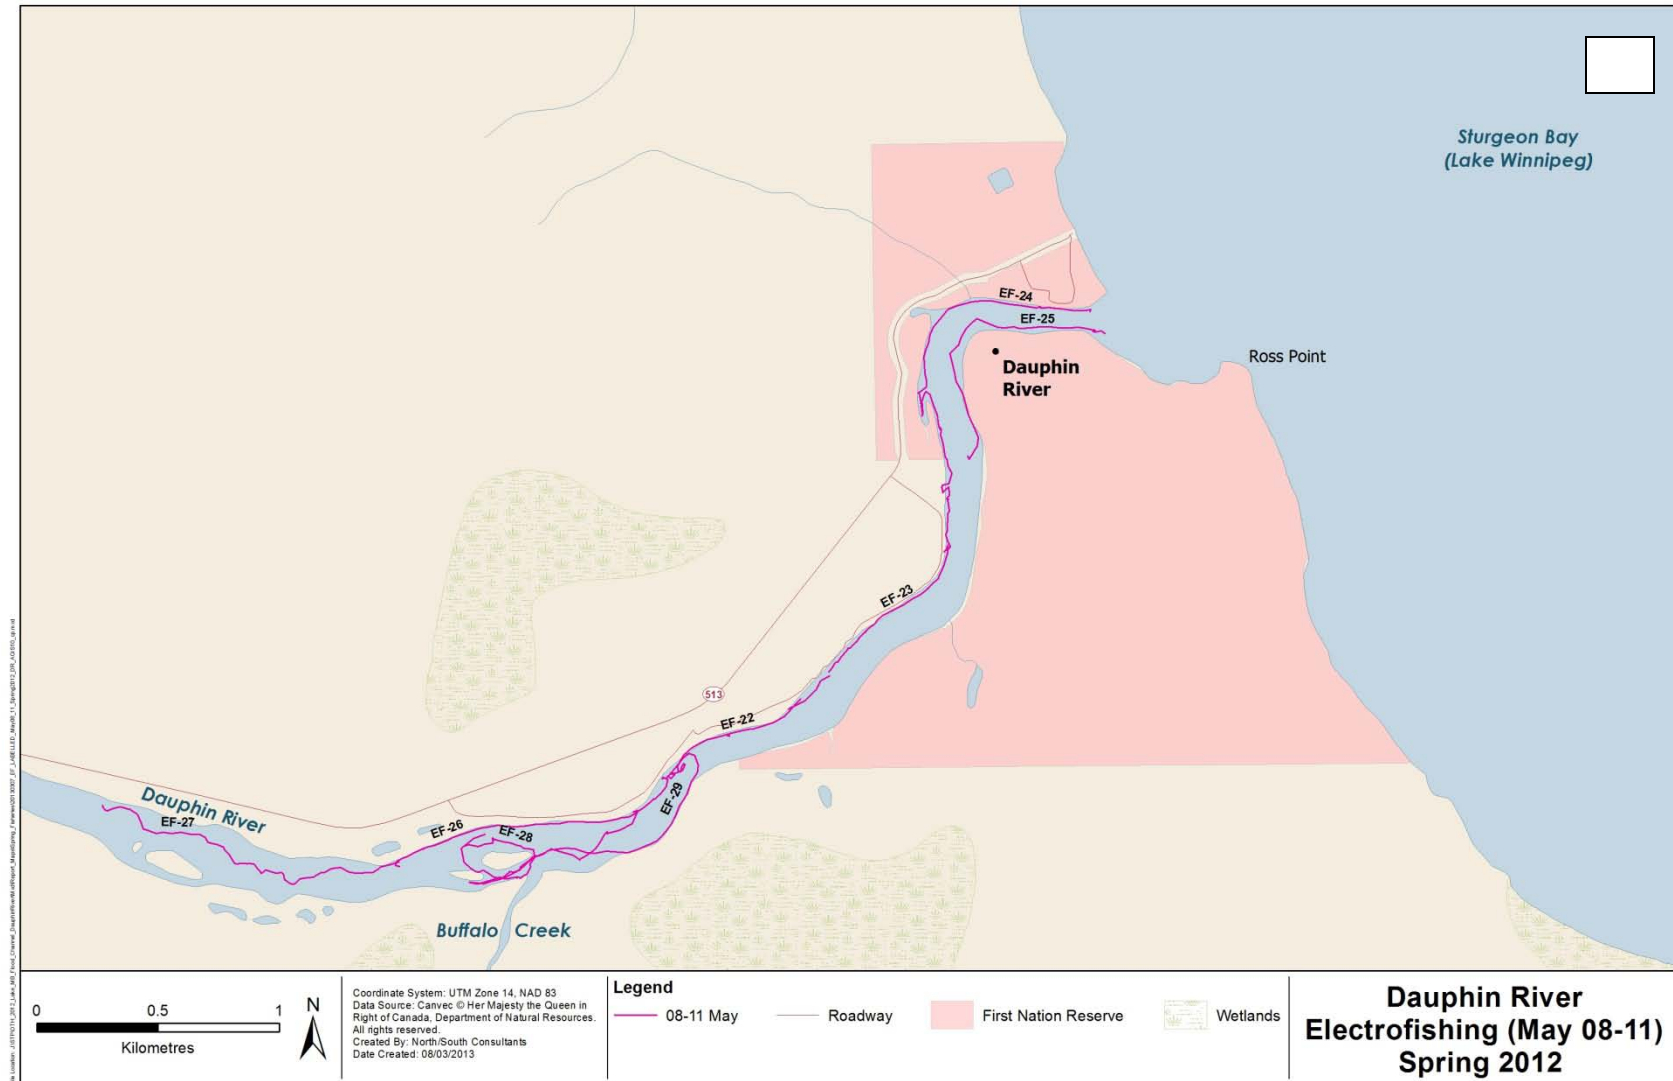 Sturgeon Bay
(Lake Winnipeg)
EF-24
EF-25
Ross Point
Dauphin
River
EF-23
513
EF-22
EF-29
Dauphin River
EF-27
EF-26
EF-28
Buffalo Creek
0 0.5 1
Kilometres
N
Coordinate System: UTM Zone 14, NAD 83
Data Source: Canvec © Her Majesty the Queen in
Right of Canada, Department of Natural Resources.
All rights reserved.
Created By: North/South Consultants
Date Created: 08/03/2013
Legend
08-11 May
Roadway
First Nation Reserve
Wetlands
Dauphin River
Electrofishing (May 08-11)
Spring 2012